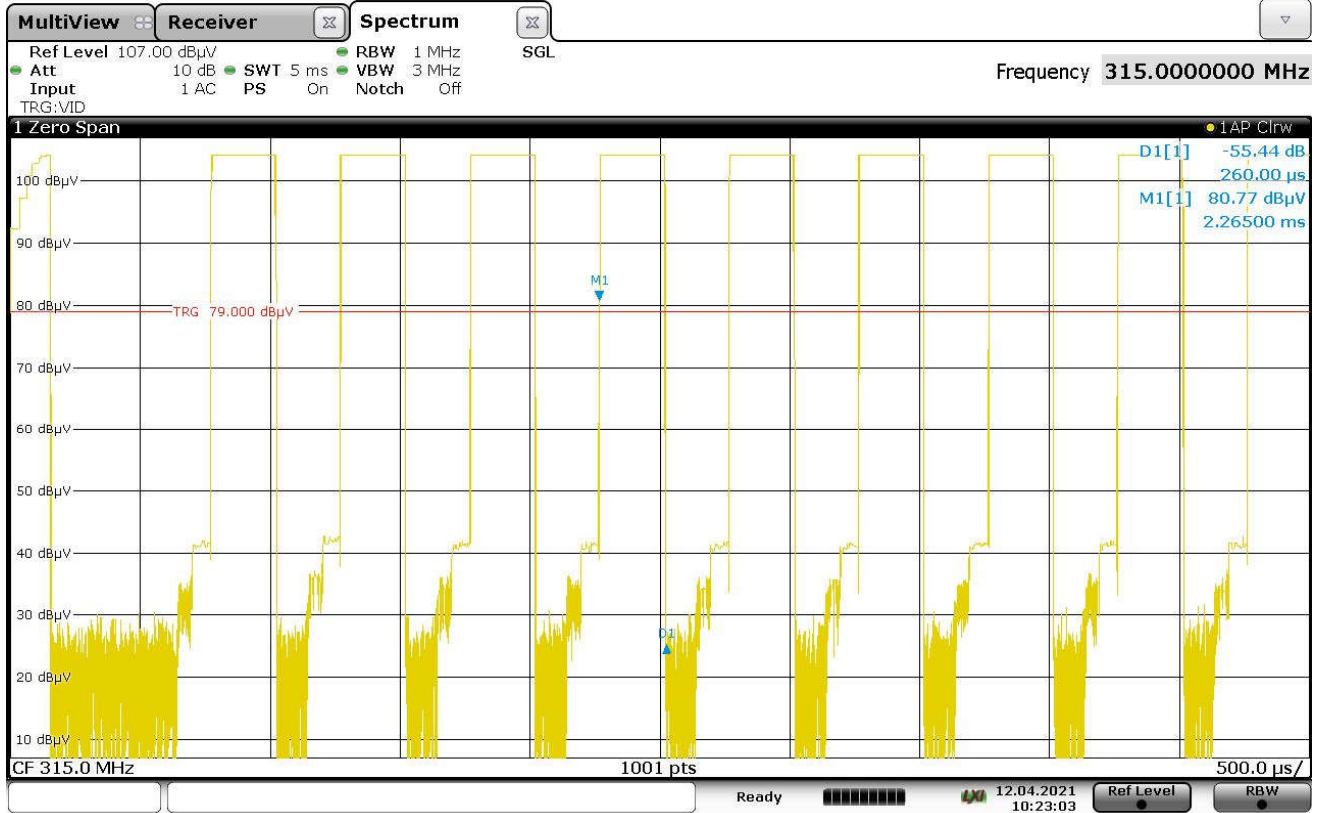 MultiView Receiver Spectrum
Ref Level 107.00 dBµV RBW 1 MHz SGL
Att 10 dB SWT 5 ms VBW 3 MHz
Input 1 AC PS On Notch Off
TRG:VID
Frequency 315.0000000 MHz
1 Zero Span 1AP Clrw
D1[1] -55.44 dB
260.00 µs
M1[1] 80.77 dBµV
2.26500 ms
100 dBµV
90 dBµV
M1
80 dBµV
TRG 79.000 dBµV
70 dBµV
60 dBµV
50 dBµV
40 dBµV
30 dBµV
D1
20 dBµV
10 dBµV
CF 315.0 MHz 1001 pts 500.0 µs/
Ready LXI 12.04.2021 Ref Level RBW
10:23:03